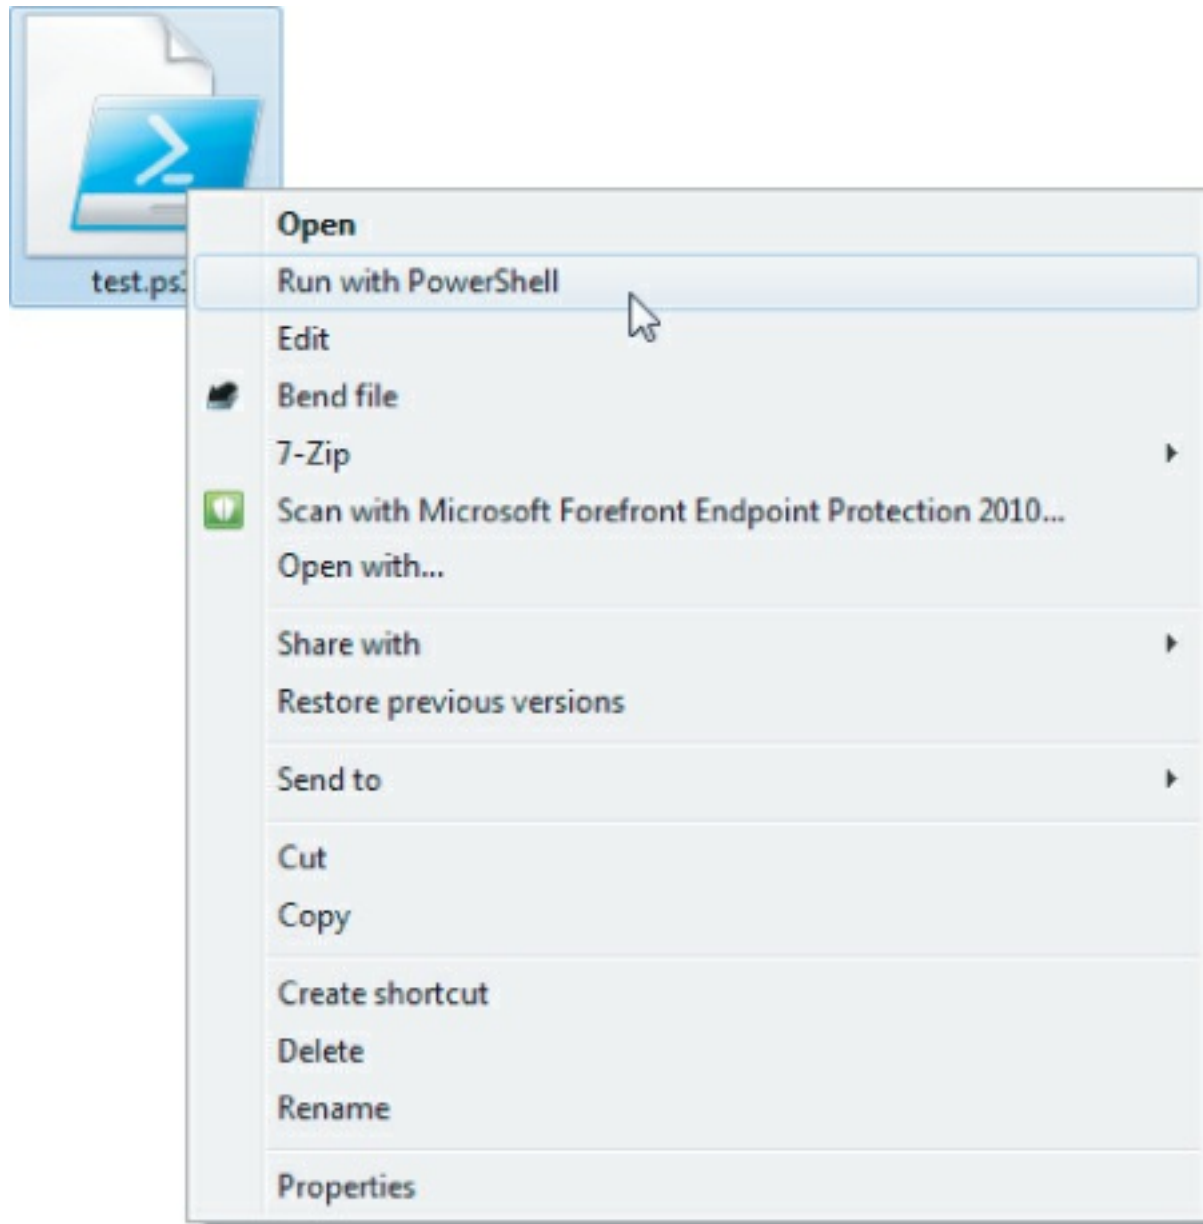 test.ps
Open
Run with PowerShell
Edit
Bend file
7-Zip
Scan with Microsoft Forefront Endpoint Protection 2010...
Open with...
Share with
Restore previous versions
Send to
Cut
Copy
Create shortcut
Delete
Rename
Properties